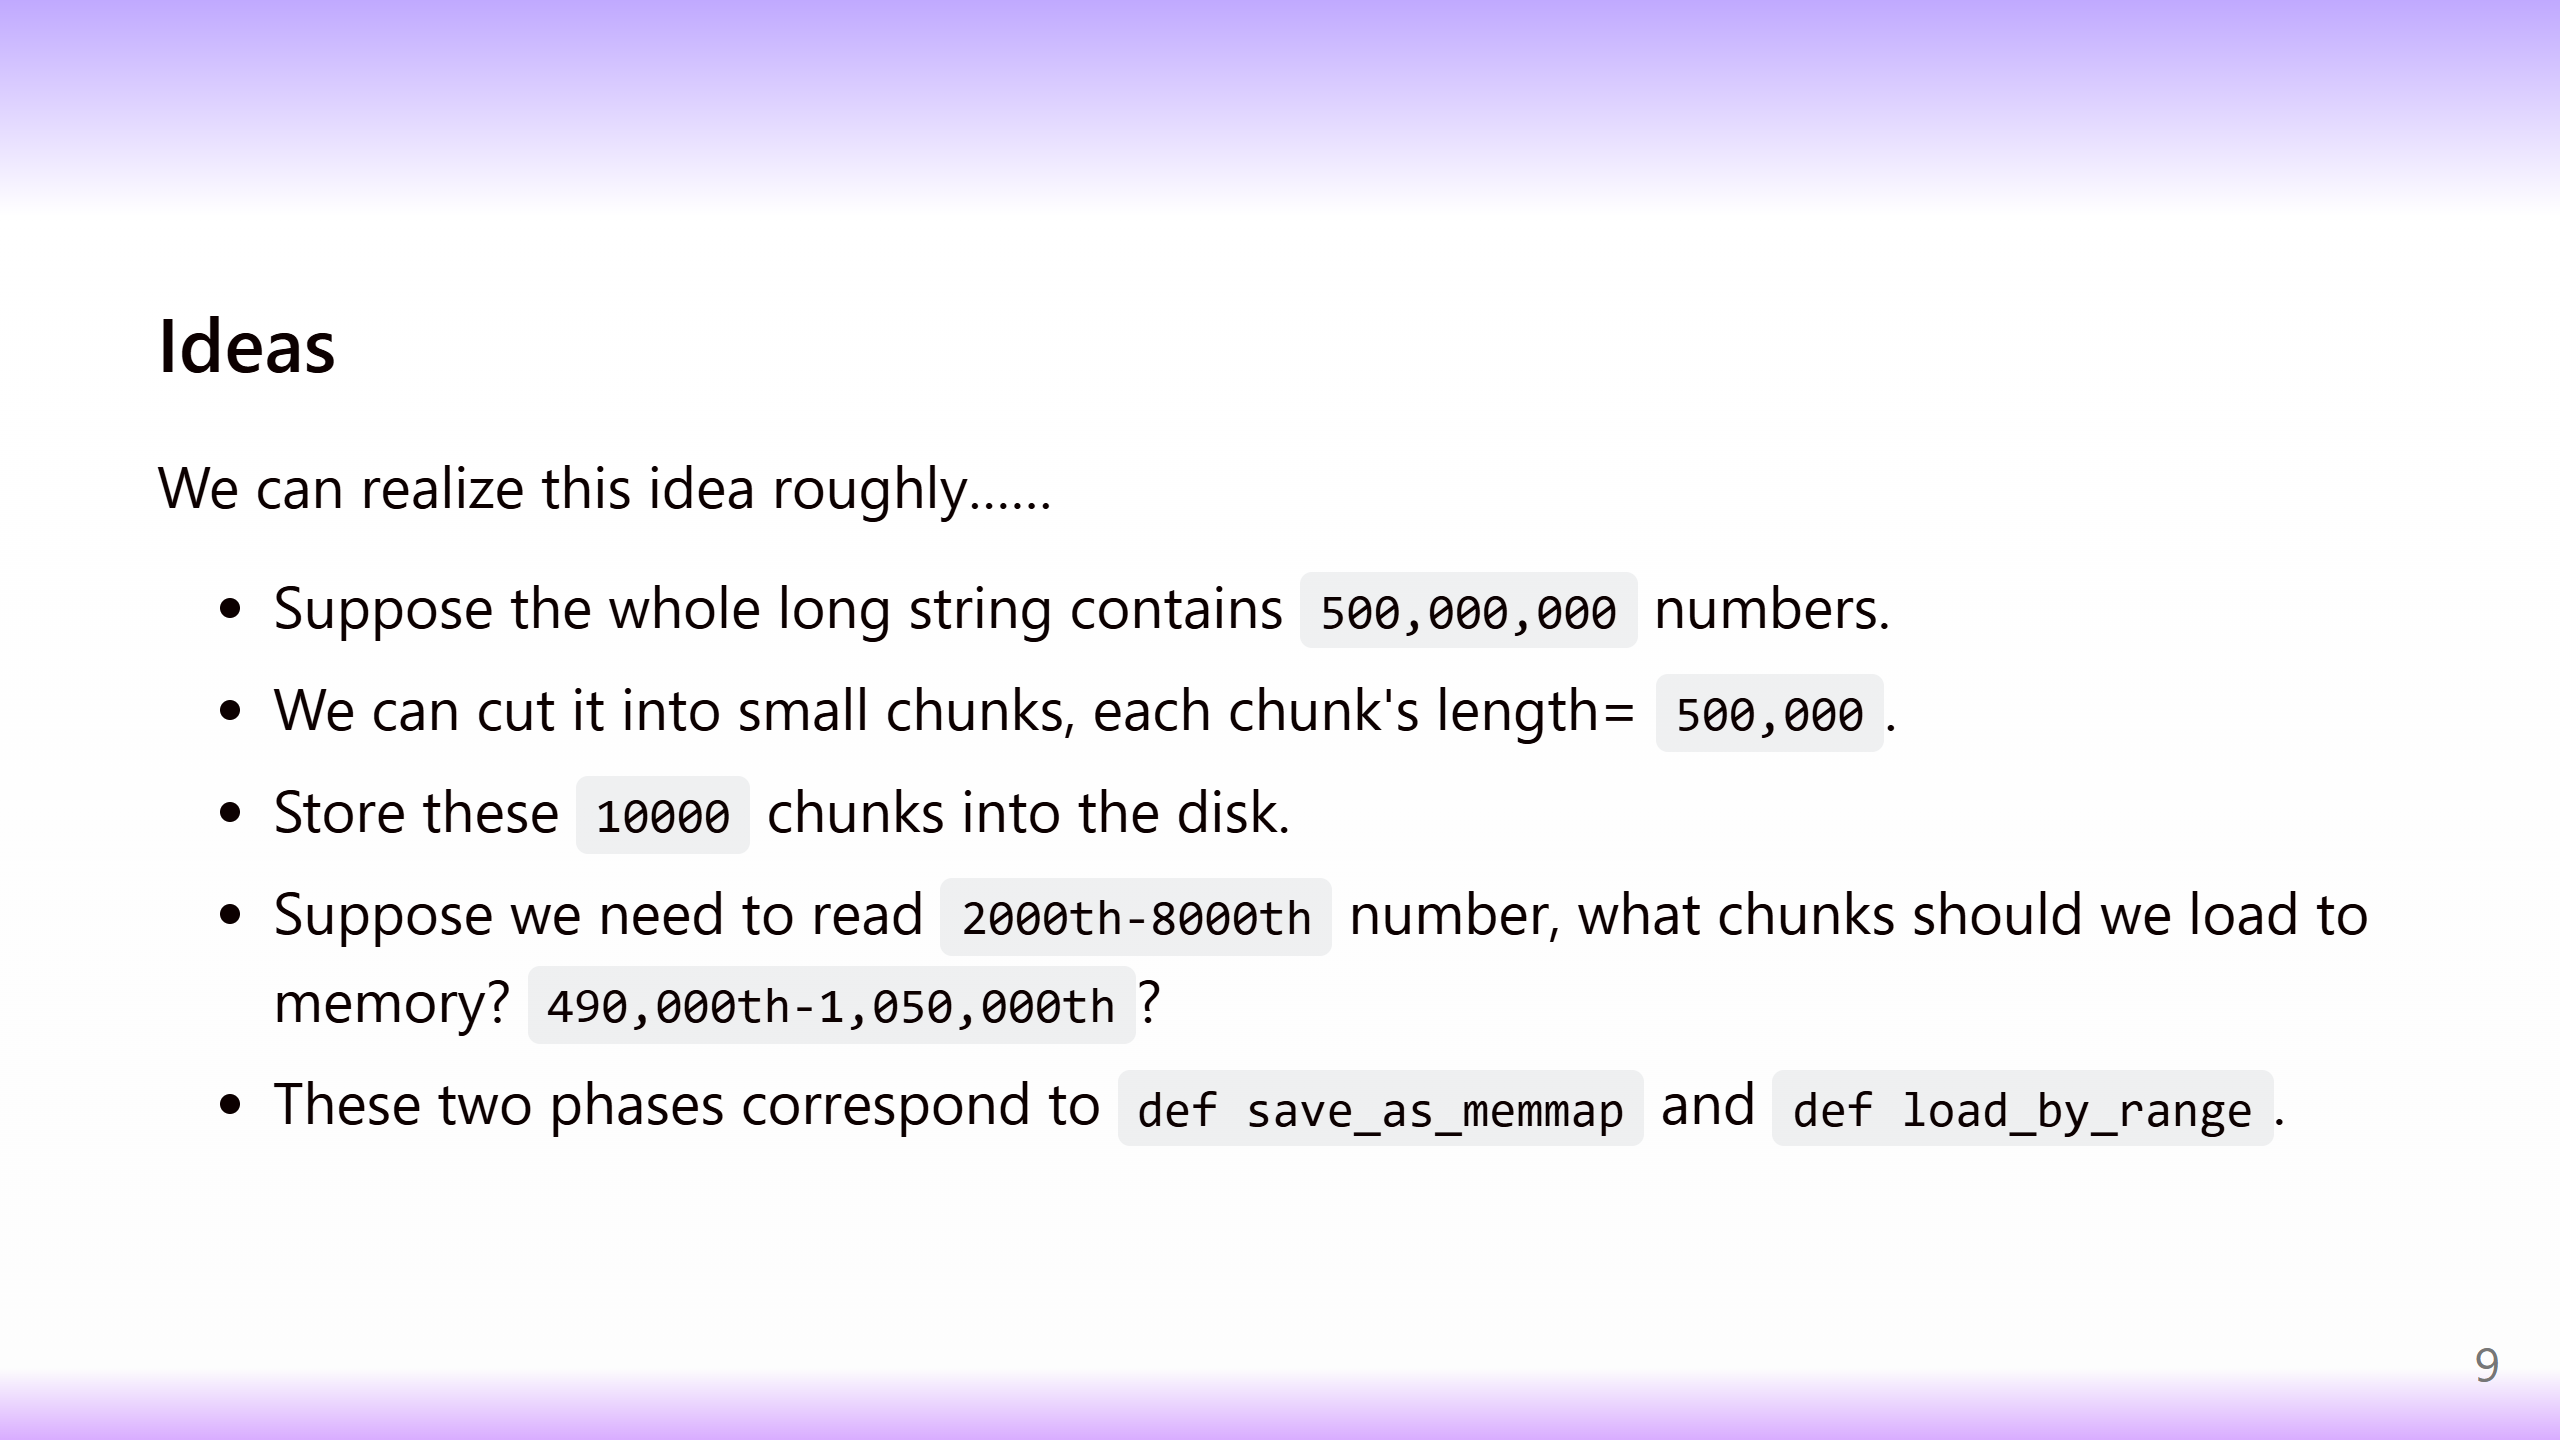 Ideas
We can realize this idea roughly......
• Suppose the whole long string contains 500,000,000 numbers.
• We can cut it into small chunks, each chunk's length= 500,000.
• Store these 10000 chunks into the disk.
• Suppose we need to read 2000th-8000th number, what chunks should we load to
memory? 490,000th-1,050,000th?
• These two phases correspond to def save_as_memmap and def load_by_range.
9